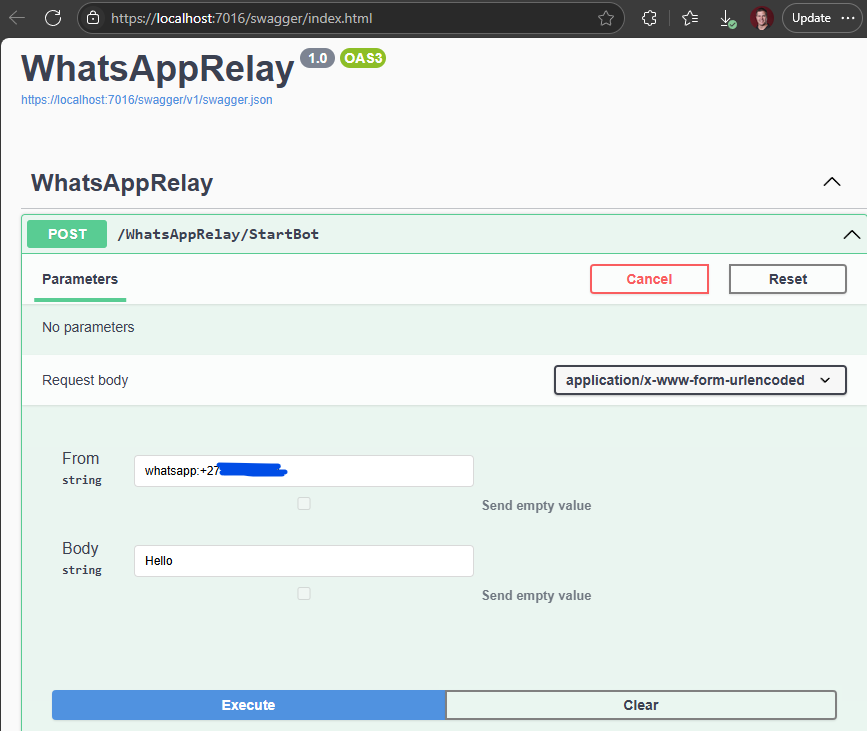 https://localhost:7016/swagger/index.html
Update
WhatsAppRelay 1.0 OAS3
https://localhost:7016/swagger/v1/swagger.json
WhatsAppRelay
POST /WhatsAppRelay/StartBot
Parameters Cancel Reset
No parameters
Request body application/x-www-form-urlencoded
From
string
whatsapp:+27
Send empty value
Body
string
Hello
Send empty value
Execute Clear